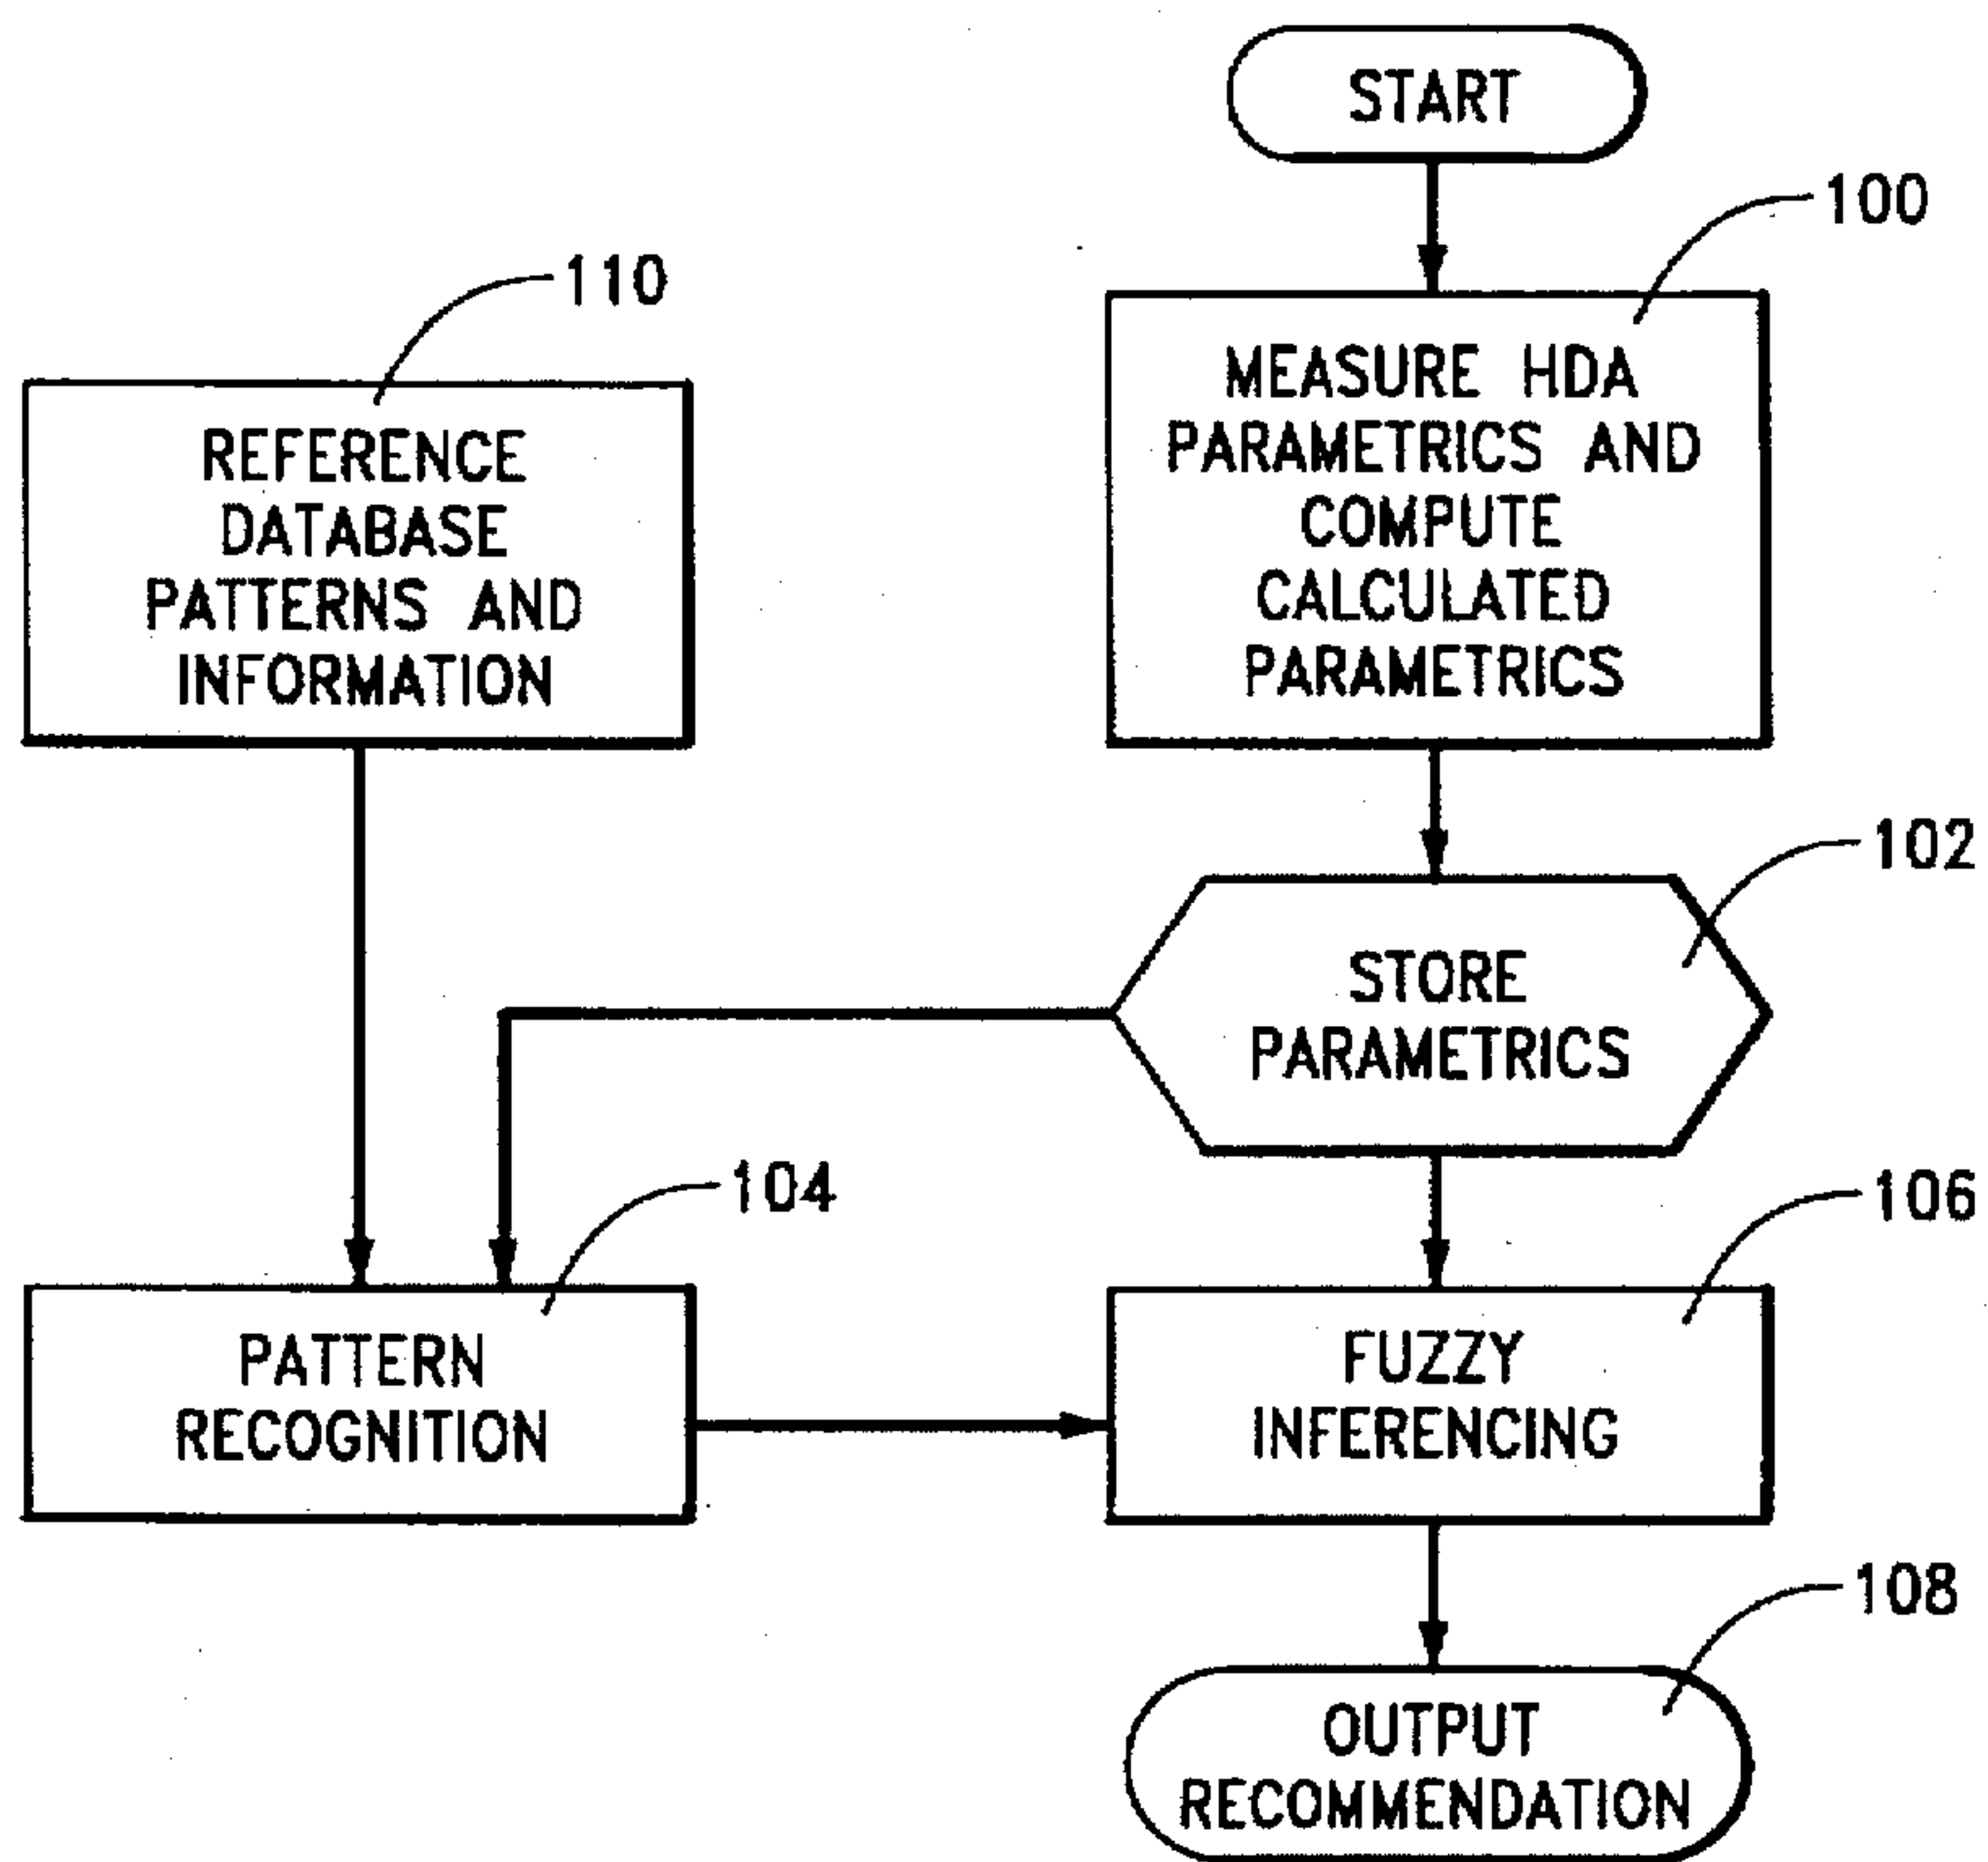 START
100
MEASURE HDA
PARAMETRICS AND
COMPUTE
CALCULATED
PARAMETRICS
110
REFERENCE
DATABASE
PATTERNS AND
INFORMATION
102
STORE
PARAMETRICS
104
PATTERN
RECOGNITION
106
FUZZY
INFERENCING
108
OUTPUT
RECOMMENDATION